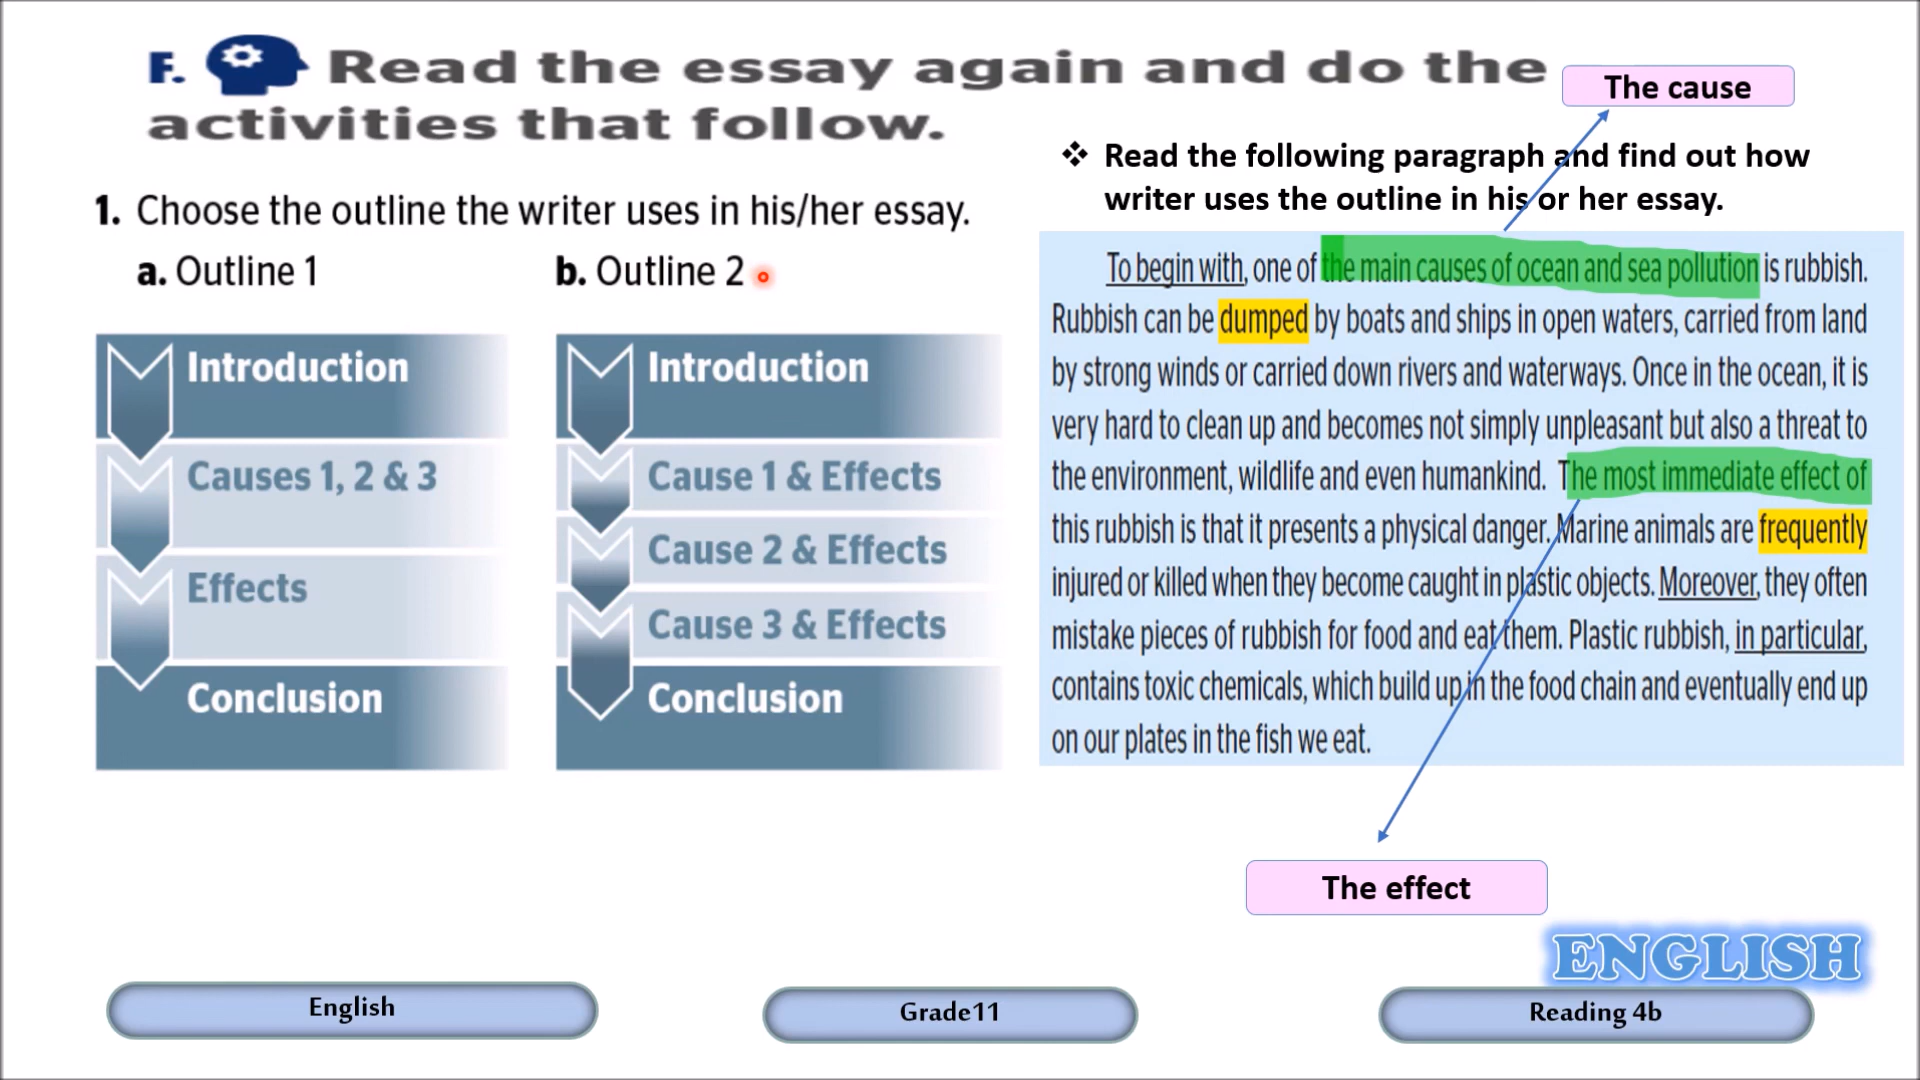 F. Read the essay again and do the
activities that follow.
1. Choose the outline the writer uses in his/her essay.
a. Outline 1
b. Outline 2
Introduction
Causes 1, 2 & 3
Effects
Conclusion
Introduction
Cause 1 & Effects
Cause 2 & Effects
Cause 3 & Effects
Conclusion
The cause
❖ Read the following paragraph and find out how
writer uses the outline in his or her essay.
To begin with, one of the main causes of ocean and sea pollution is rubbish.
Rubbish can be dumped by boats and ships in open waters, carried from land
by strong winds or carried down rivers and waterways. Once in the ocean, it is
very hard to clean up and becomes not simply unpleasant but also a threat to
the environment, wildlife and even humankind. The most immediate effect of
this rubbish is that it presents a physical danger. Marine animals are frequently
injured or killed when they become caught in plastic objects. Moreover, they often
mistake pieces of rubbish for food and eat them. Plastic rubbish, in particular,
contains toxic chemicals, which build up in the food chain and eventually end up
on our plates in the fish we eat.
The effect
ENGLISH
English
Grade11
Reading 4b